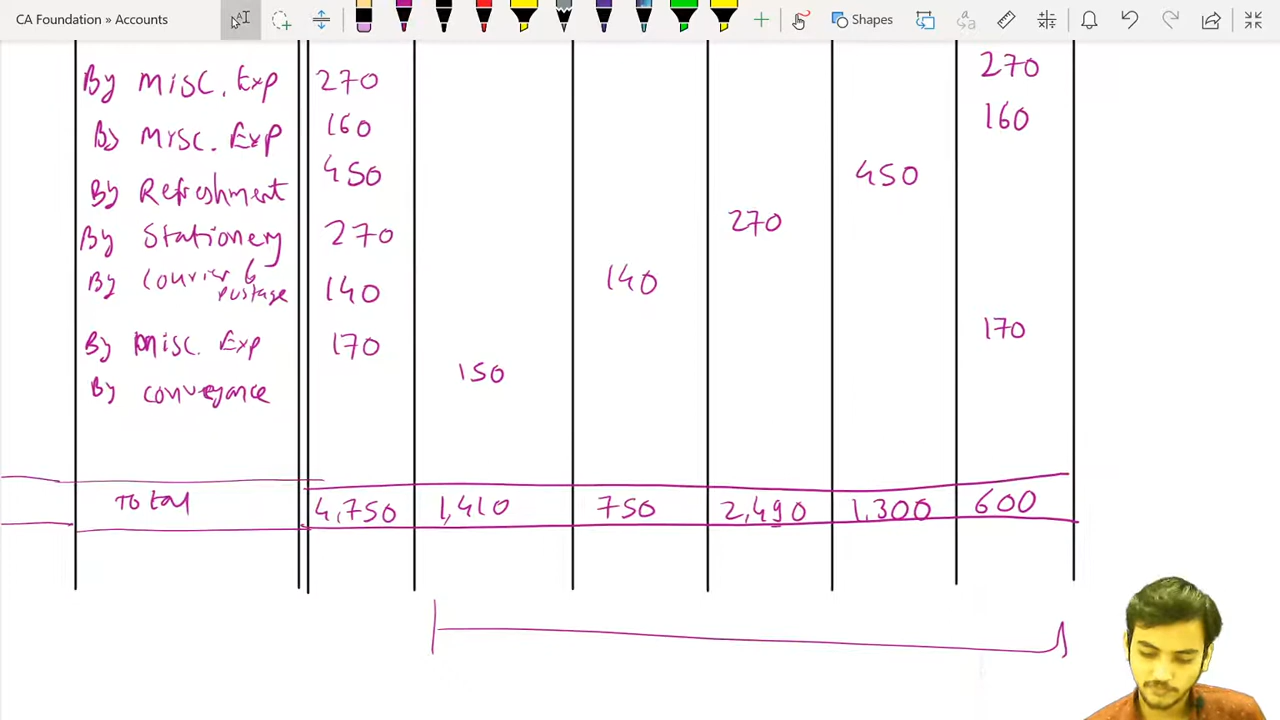 CA Foundation » Accounts
Shapes
By Misc. Exp 270 270
By Misc. Exp 160 160
By Refreshment 450 450
By Stationery 270 270
By Courier & Postage 140 140
By Misc. Exp 170 170
By conveyance 150
Total 4,750 1,410 750 2,490 1,300 600